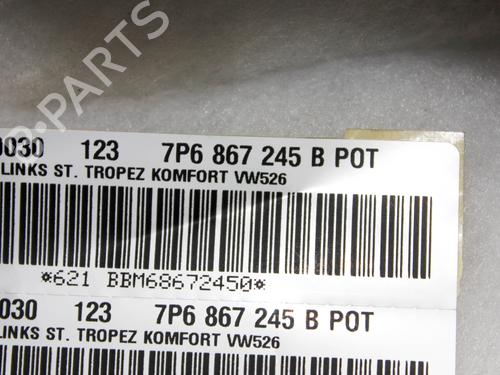 B-PARTS
0030 123 7P6 867 245 B POT
LINKS ST. TROPEZ KOMFORT VW526
*621 BBM68672450*
030 123 7P6 867 245 B POT
LINKS ST. TROPEZ KOMFORT VW526